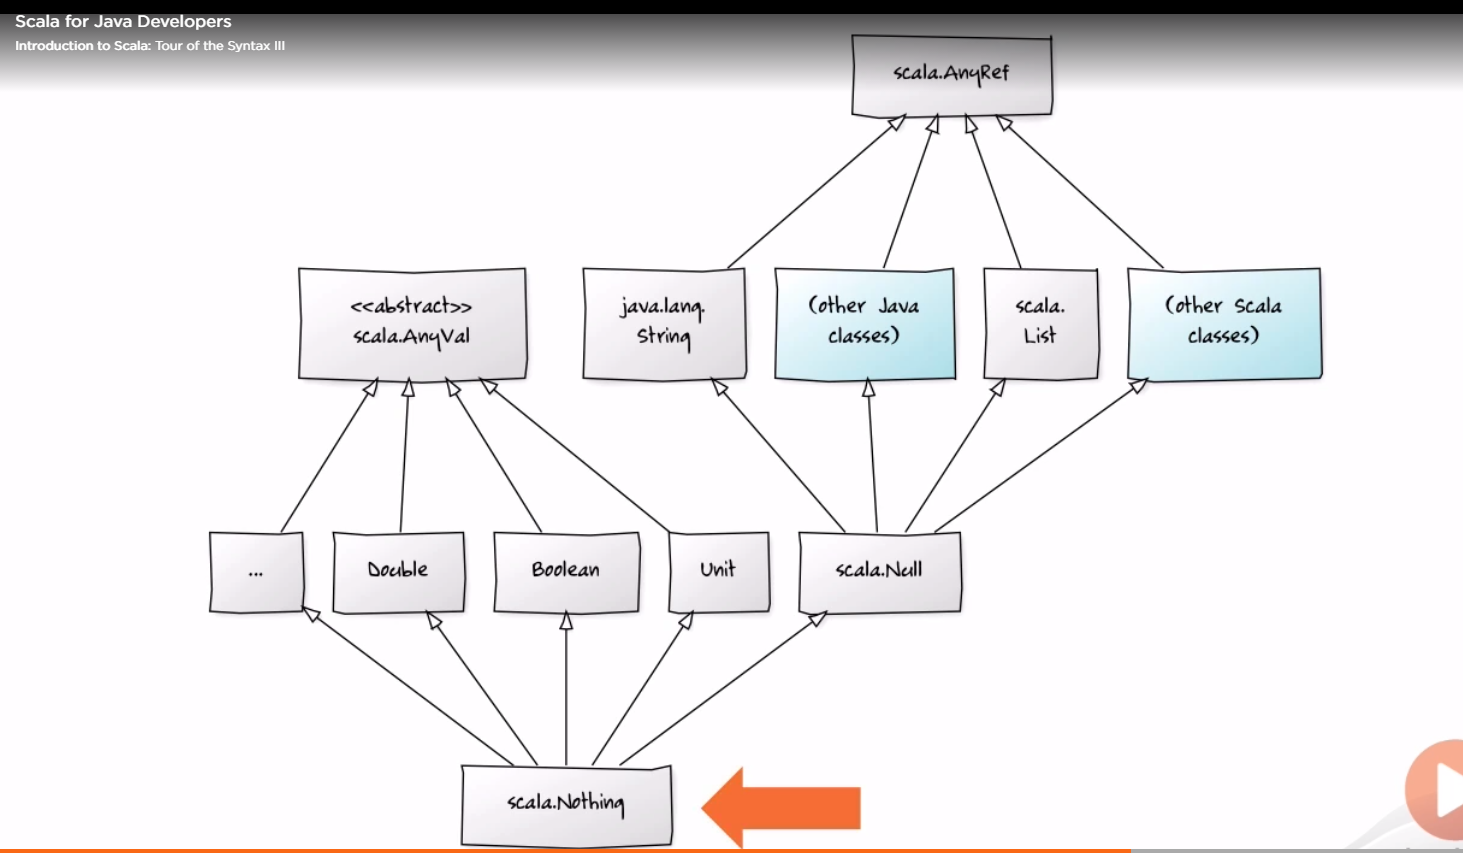 Scala for Java Developers
Introduction to Scala: Tour of the Syntax III
scala.AnyRef
<<abstract>>
scala.AnyVal
java.lang.
String
(other Java
classes)
scala.
List
(other Scala
classes)
...
Double
Boolean
Unit
scala.Null
scala.Nothing